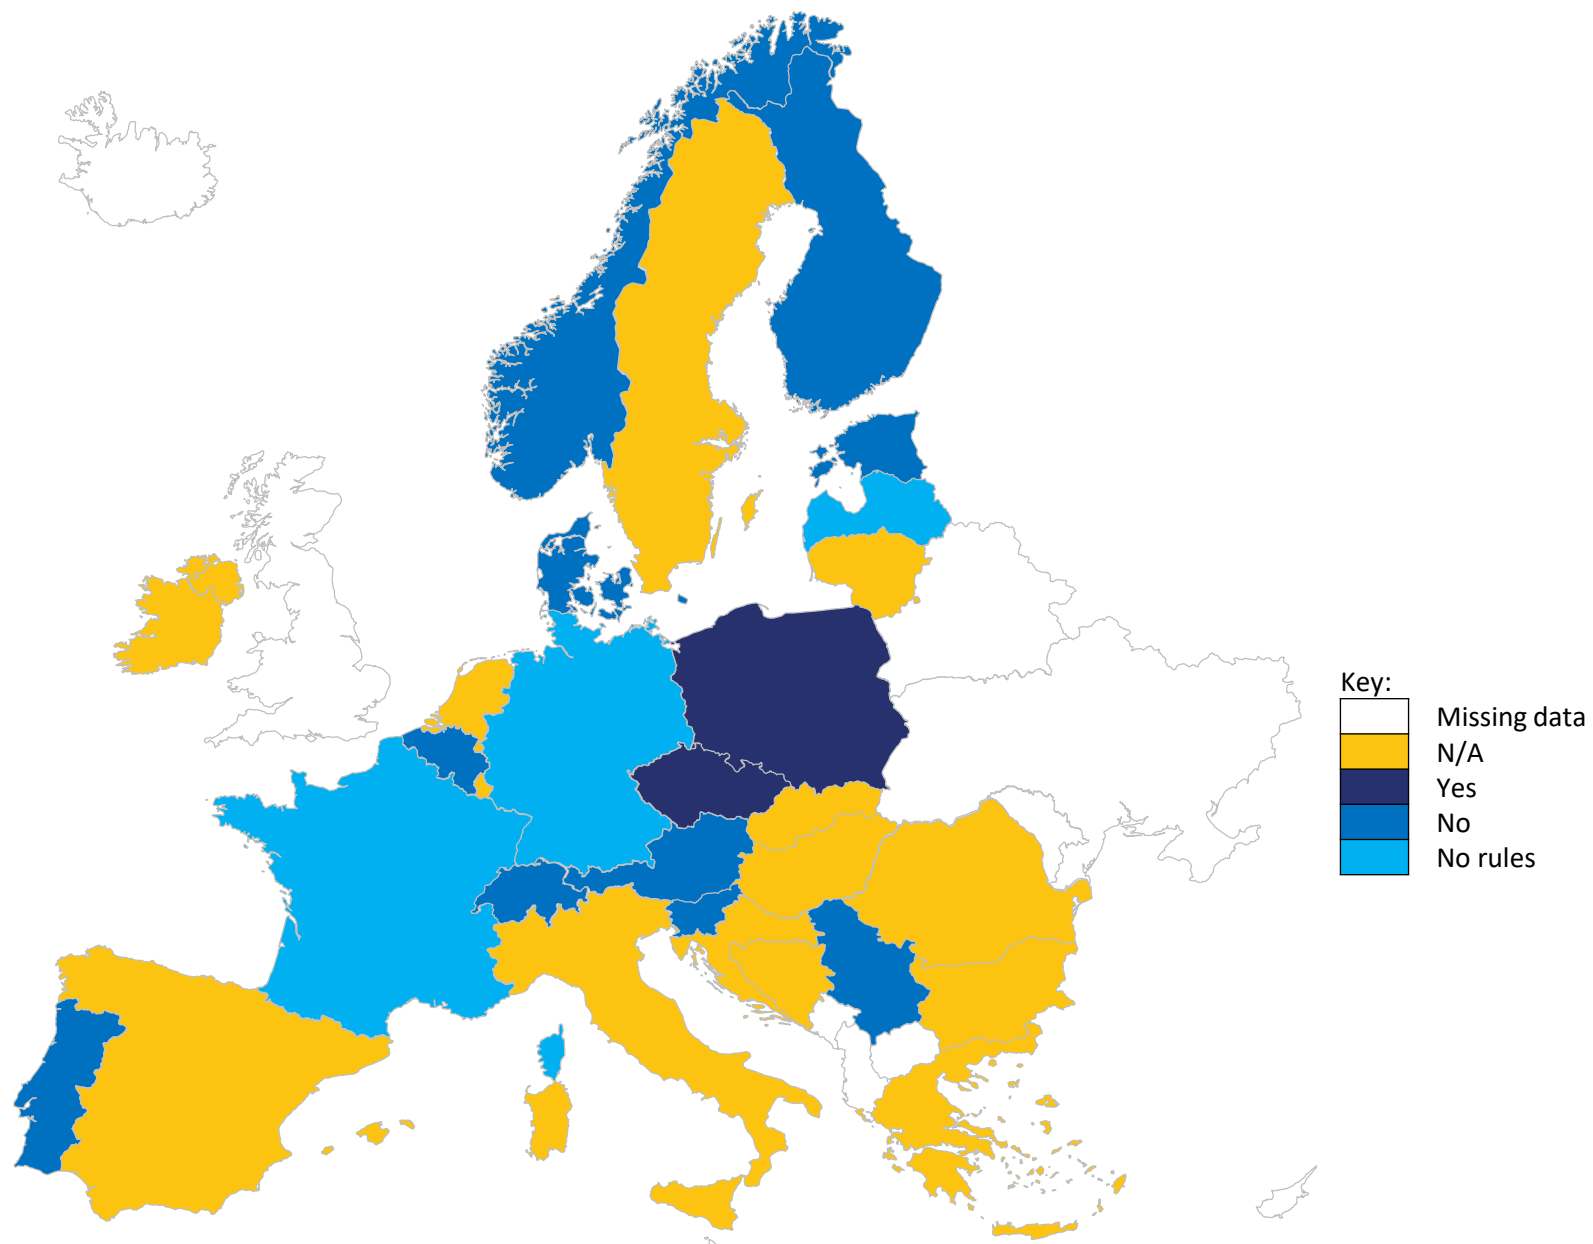 Key:
Missing data
N/A
Yes
No
No rules